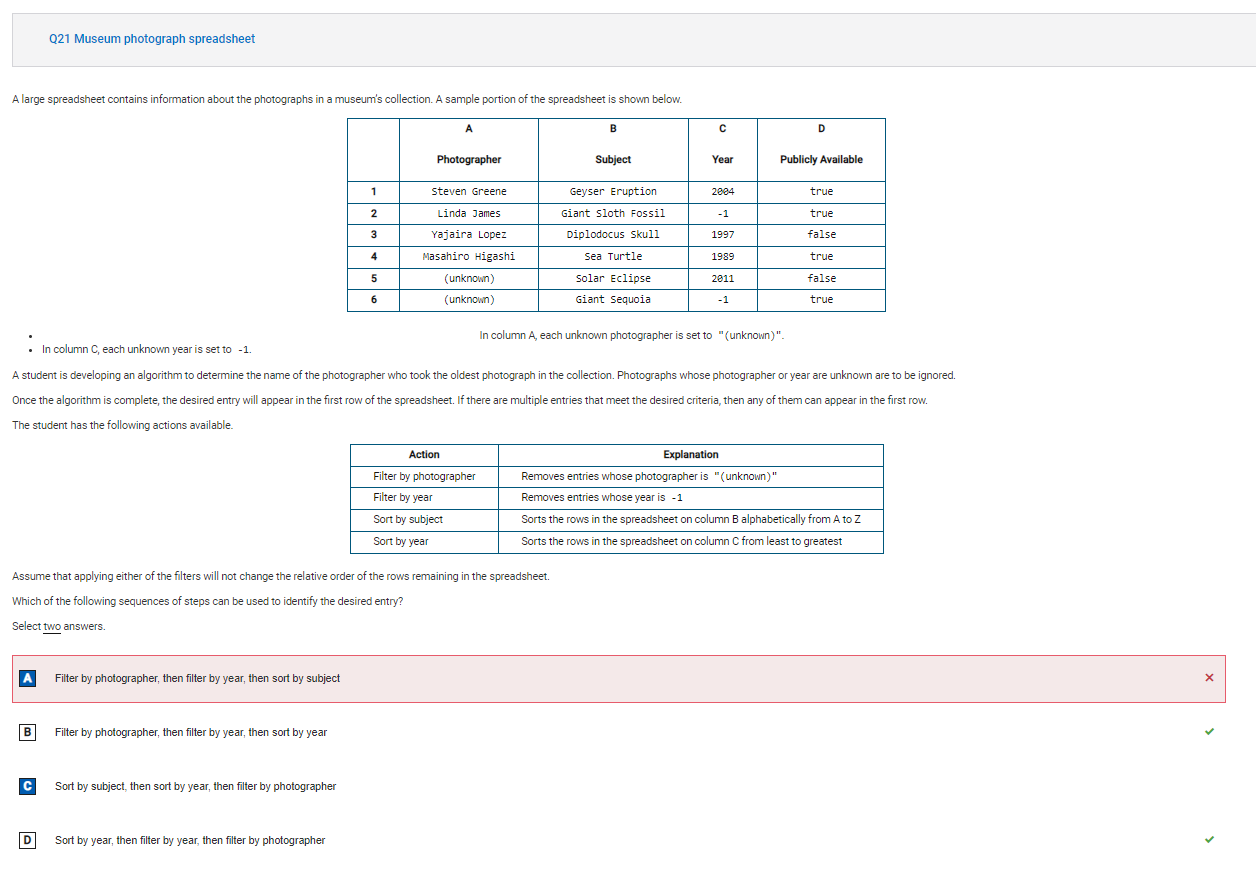 Q21 Museum photograph spreadsheet
A large spreadsheet contains information about the photographs in a museum's collection. A sample portion of the spreadsheet is shown below.
A B C D
Photographer Subject Year Publicly Available
1 Steven Greene Geyser Eruption 2004 true
2 Linda James Giant Sloth Fossil -1 true
3 Yajaira Lopez Diplodocus Skull 1997 false
4 Masahiro Higashi Sea Turtle 1989 true
5 (unknown) Solar Eclipse 2011 false
6 (unknown) Giant Sequoia -1 true
• In column A, each unknown photographer is set to "(unknown)".
• In column C, each unknown year is set to -1.
A student is developing an algorithm to determine the name of the photographer who took the oldest photograph in the collection. Photographs whose photographer or year are unknown are to be ignored.
Once the algorithm is complete, the desired entry will appear in the first row of the spreadsheet. If there are multiple entries that meet the desired criteria, then any of them can appear in the first row.
The student has the following actions available.
Action Explanation
Filter by photographer Removes entries whose photographer is "(unknown)"
Filter by year Removes entries whose year is -1
Sort by subject Sorts the rows in the spreadsheet on column B alphabetically from A to Z
Sort by year Sorts the rows in the spreadsheet on column C from least to greatest
Assume that applying either of the filters will not change the relative order of the rows remaining in the spreadsheet.
Which of the following sequences of steps can be used to identify the desired entry?
Select two answers.
A Filter by photographer, then filter by year, then sort by subject
B Filter by photographer, then filter by year, then sort by year
C Sort by subject, then sort by year, then filter by photographer
D Sort by year, then filter by year, then filter by photographer